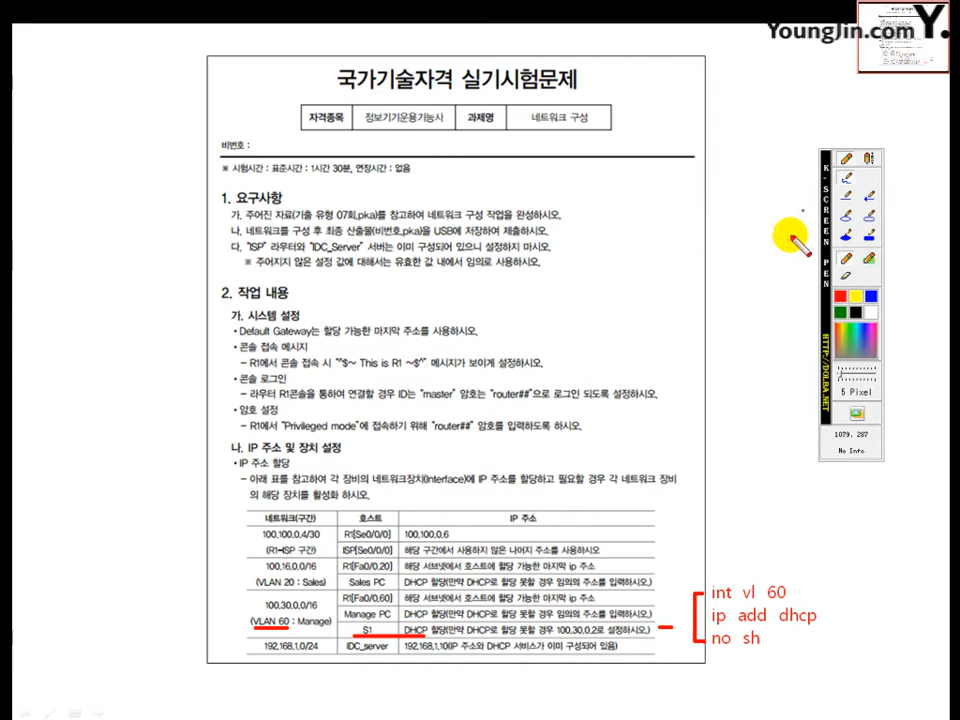 YoungJin.com Y.
국가기술자격 실기시험문제
자격종목 정보기기운용기능사 과제명 네트워크 구성
비번호 :
※ 시험시간 : 표준시간 : 1시간 30분, 연장시간 : 없음
1. 요구사항
가. 주어진 자료(기출 유형 07회.pka)를 참고하여 네트워크 구성 작업을 완성하시오.
나. 네트워크를 구성 후 최종 산출물(비번호.pka)을 USB에 저장하여 제출하시오.
다. "ISP" 라우터와 "IDC_Server" 서버는 이미 구성되어 있으니 설정하지 마시오.
※ 주어지지 않은 설정 값에 대해서는 유효한 값 내에서 임의로 사용하시오.
2. 작업 내용
가. 시스템 설정
• Default Gateway는 할당 가능한 마지막 주소를 사용하시오.
• 콘솔 접속 메시지
– R1에서 콘솔 접속 시 "^$~ This is R1 ~$^" 메시지가 보이게 설정하시오.
• 콘솔 로그인
– 라우터 R1콘솔을 통하여 연결할 경우 ID는 "master" 암호는 "router##"으로 로그인 되도록 설정하시오.
• 암호 설정
– R1에서 "Privileged mode"에 접속하기 위해 "router##" 암호를 입력하도록 하시오.
나. IP 주소 및 장치 설정
• IP 주소 할당
– 아래 표를 참고하여 각 장비의 네트워크장치(Interface)에 IP 주소를 할당하고 필요할 경우 각 네트워크 장비
의 해당 장치를 활성화 하시오.
네트워크(구간) 호스트 IP 주소
100.100.0.4/30 R1[Se0/0/0] 100.100.0.6
(R1-ISP 구간) ISP[Se0/0/0] 해당 구간에서 사용하지 않은 나머지 주소를 사용하시오
100.16.0.0/16 R1[Fa0/0.20] 해당 서브넷에서 호스트에 할당 가능한 마지막 ip 주소
(VLAN 20 : Sales) Sales PC DHCP 할당(만약 DHCP로 할당 못할 경우 임의의 주소를 입력하시오.)
100.30.0.0/16 R1[Fa0/0.60] 해당 서브넷에서 호스트에 할당 가능한 마지막 ip 주소
(VLAN 60 : Manage) Manage PC DHCP 할당(만약 DHCP로 할당 못할 경우 임의의 주소를 입력하시오.)
S1 DHCP 할당(만약 DHCP로 할당 못할 경우 100.30.0.2로 설정하시오.)
192.168.1.0/24 IDC_server 192.168.1.10(IP 주소와 DHCP 서비스가 이미 구성되어 있음)
int vl 60
ip add dhcp
no sh
K-SCREEN PEN
HTTP://DOLBA.NET
5 Pixel
1079. 287
No Info